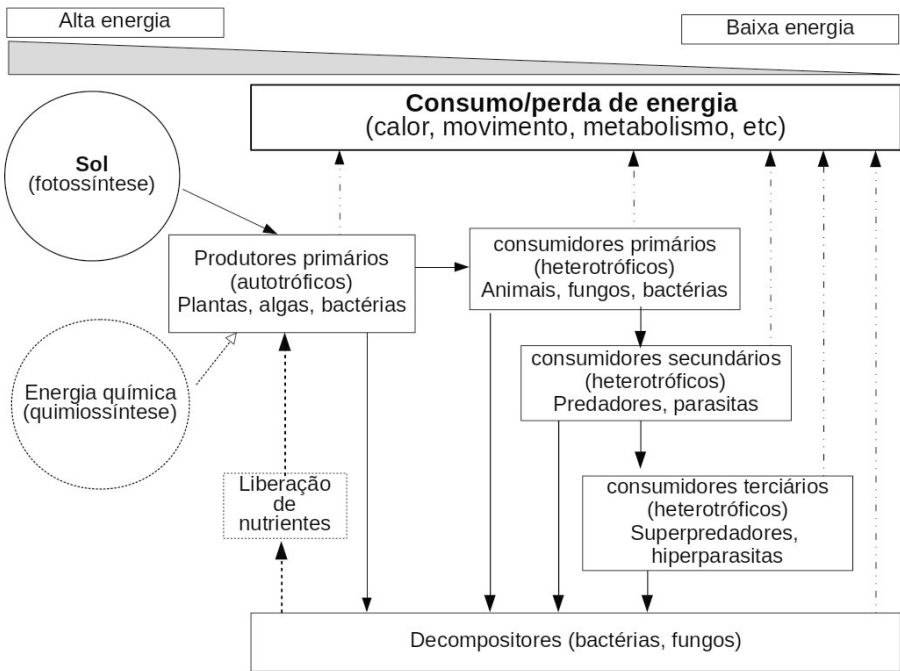 Alta energia
Baixa energia
Consumo/perda de energia
(calor, movimento, metabolismo, etc)
Sol
(fotossíntese)
Produtores primários
(autotróficos)
Plantas, algas, bactérias
consumidores primários
(heterotróficos)
Animais, fungos, bactérias
Energia química
(quimiossíntese)
consumidores secundários
(heterotróficos)
Predadores, parasitas
Liberação
de
nutrientes
consumidores terciários
(heterotróficos)
Superpredadores,
hiperparasitas
Decompositores (bactérias, fungos)